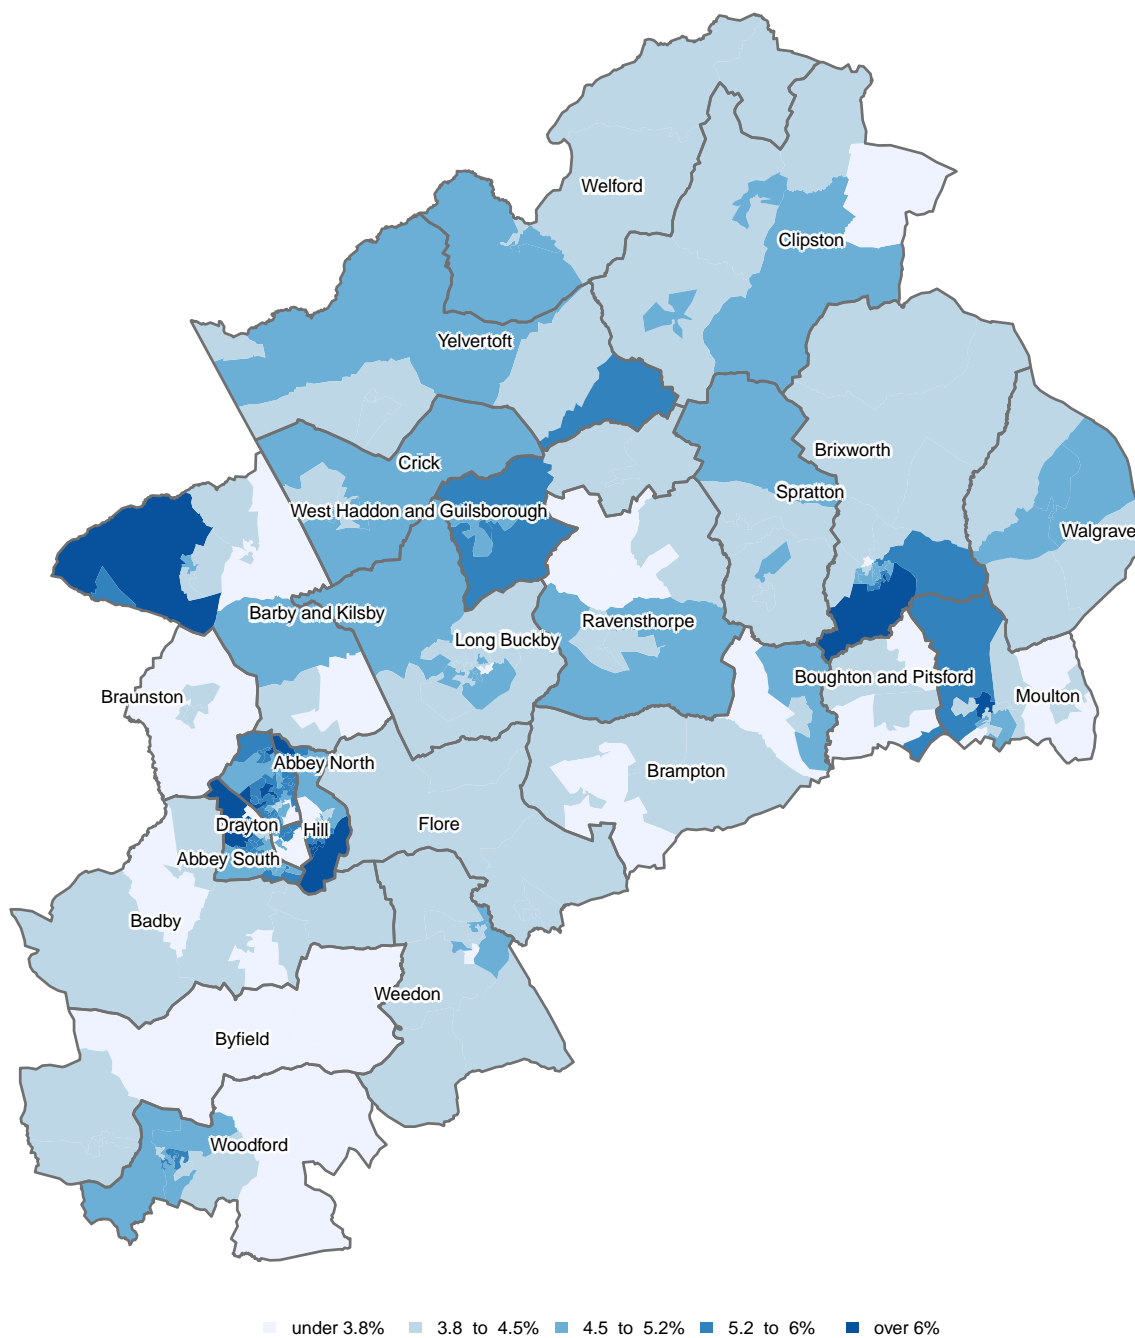 Welford
Clipston
Yelvertoft
Brixworth
Crick
Spratton
West Haddon and Guilsborough
Walgrave
Barby and Kilsby
Ravensthorpe
Long Buckby
Boughton and Pitsford
Braunston
Moulton
Abbey North
Brampton
Drayton
Hill
Flore
Abbey South
Badby
Weedon
Byfield
Woodford
under 3.8% 3.8 to 4.5% 4.5 to 5.2% 5.2 to 6% over 6%